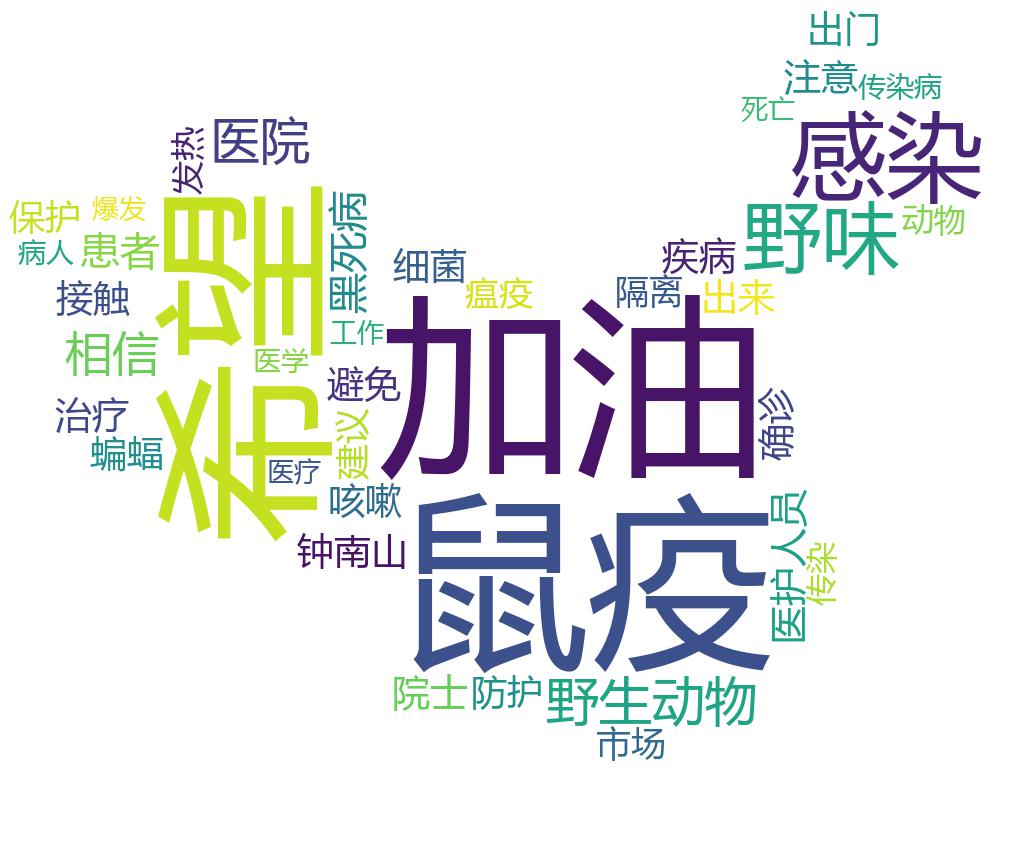 出门
注意
传染病
死亡
感染
医院
发热
野味
动物
保护
爆发
希望
黑死病
病人
患者
疾病
细菌
接触
瘟疫
隔离
出来
加油
工作
相信
医学
避免
治疗
确诊
建议
蝙蝠
医疗
咳嗽
鼠疫
钟南山
医护人员
传染
院士
防护
野生动物
市场